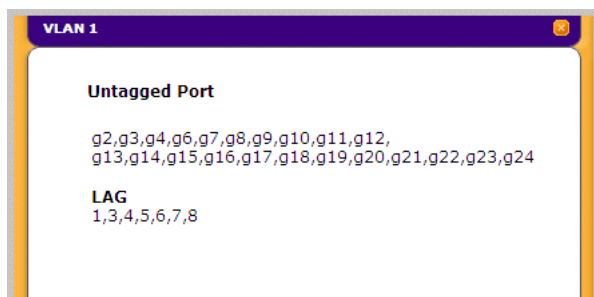 VLAN 1
Untagged Port
g2,g3,g4,g6,g7,g8,g9,g10,g11,g12,
g13,g14,g15,g16,g17,g18,g19,g20,g21,g22,g23,g24
LAG
1,3,4,5,6,7,8